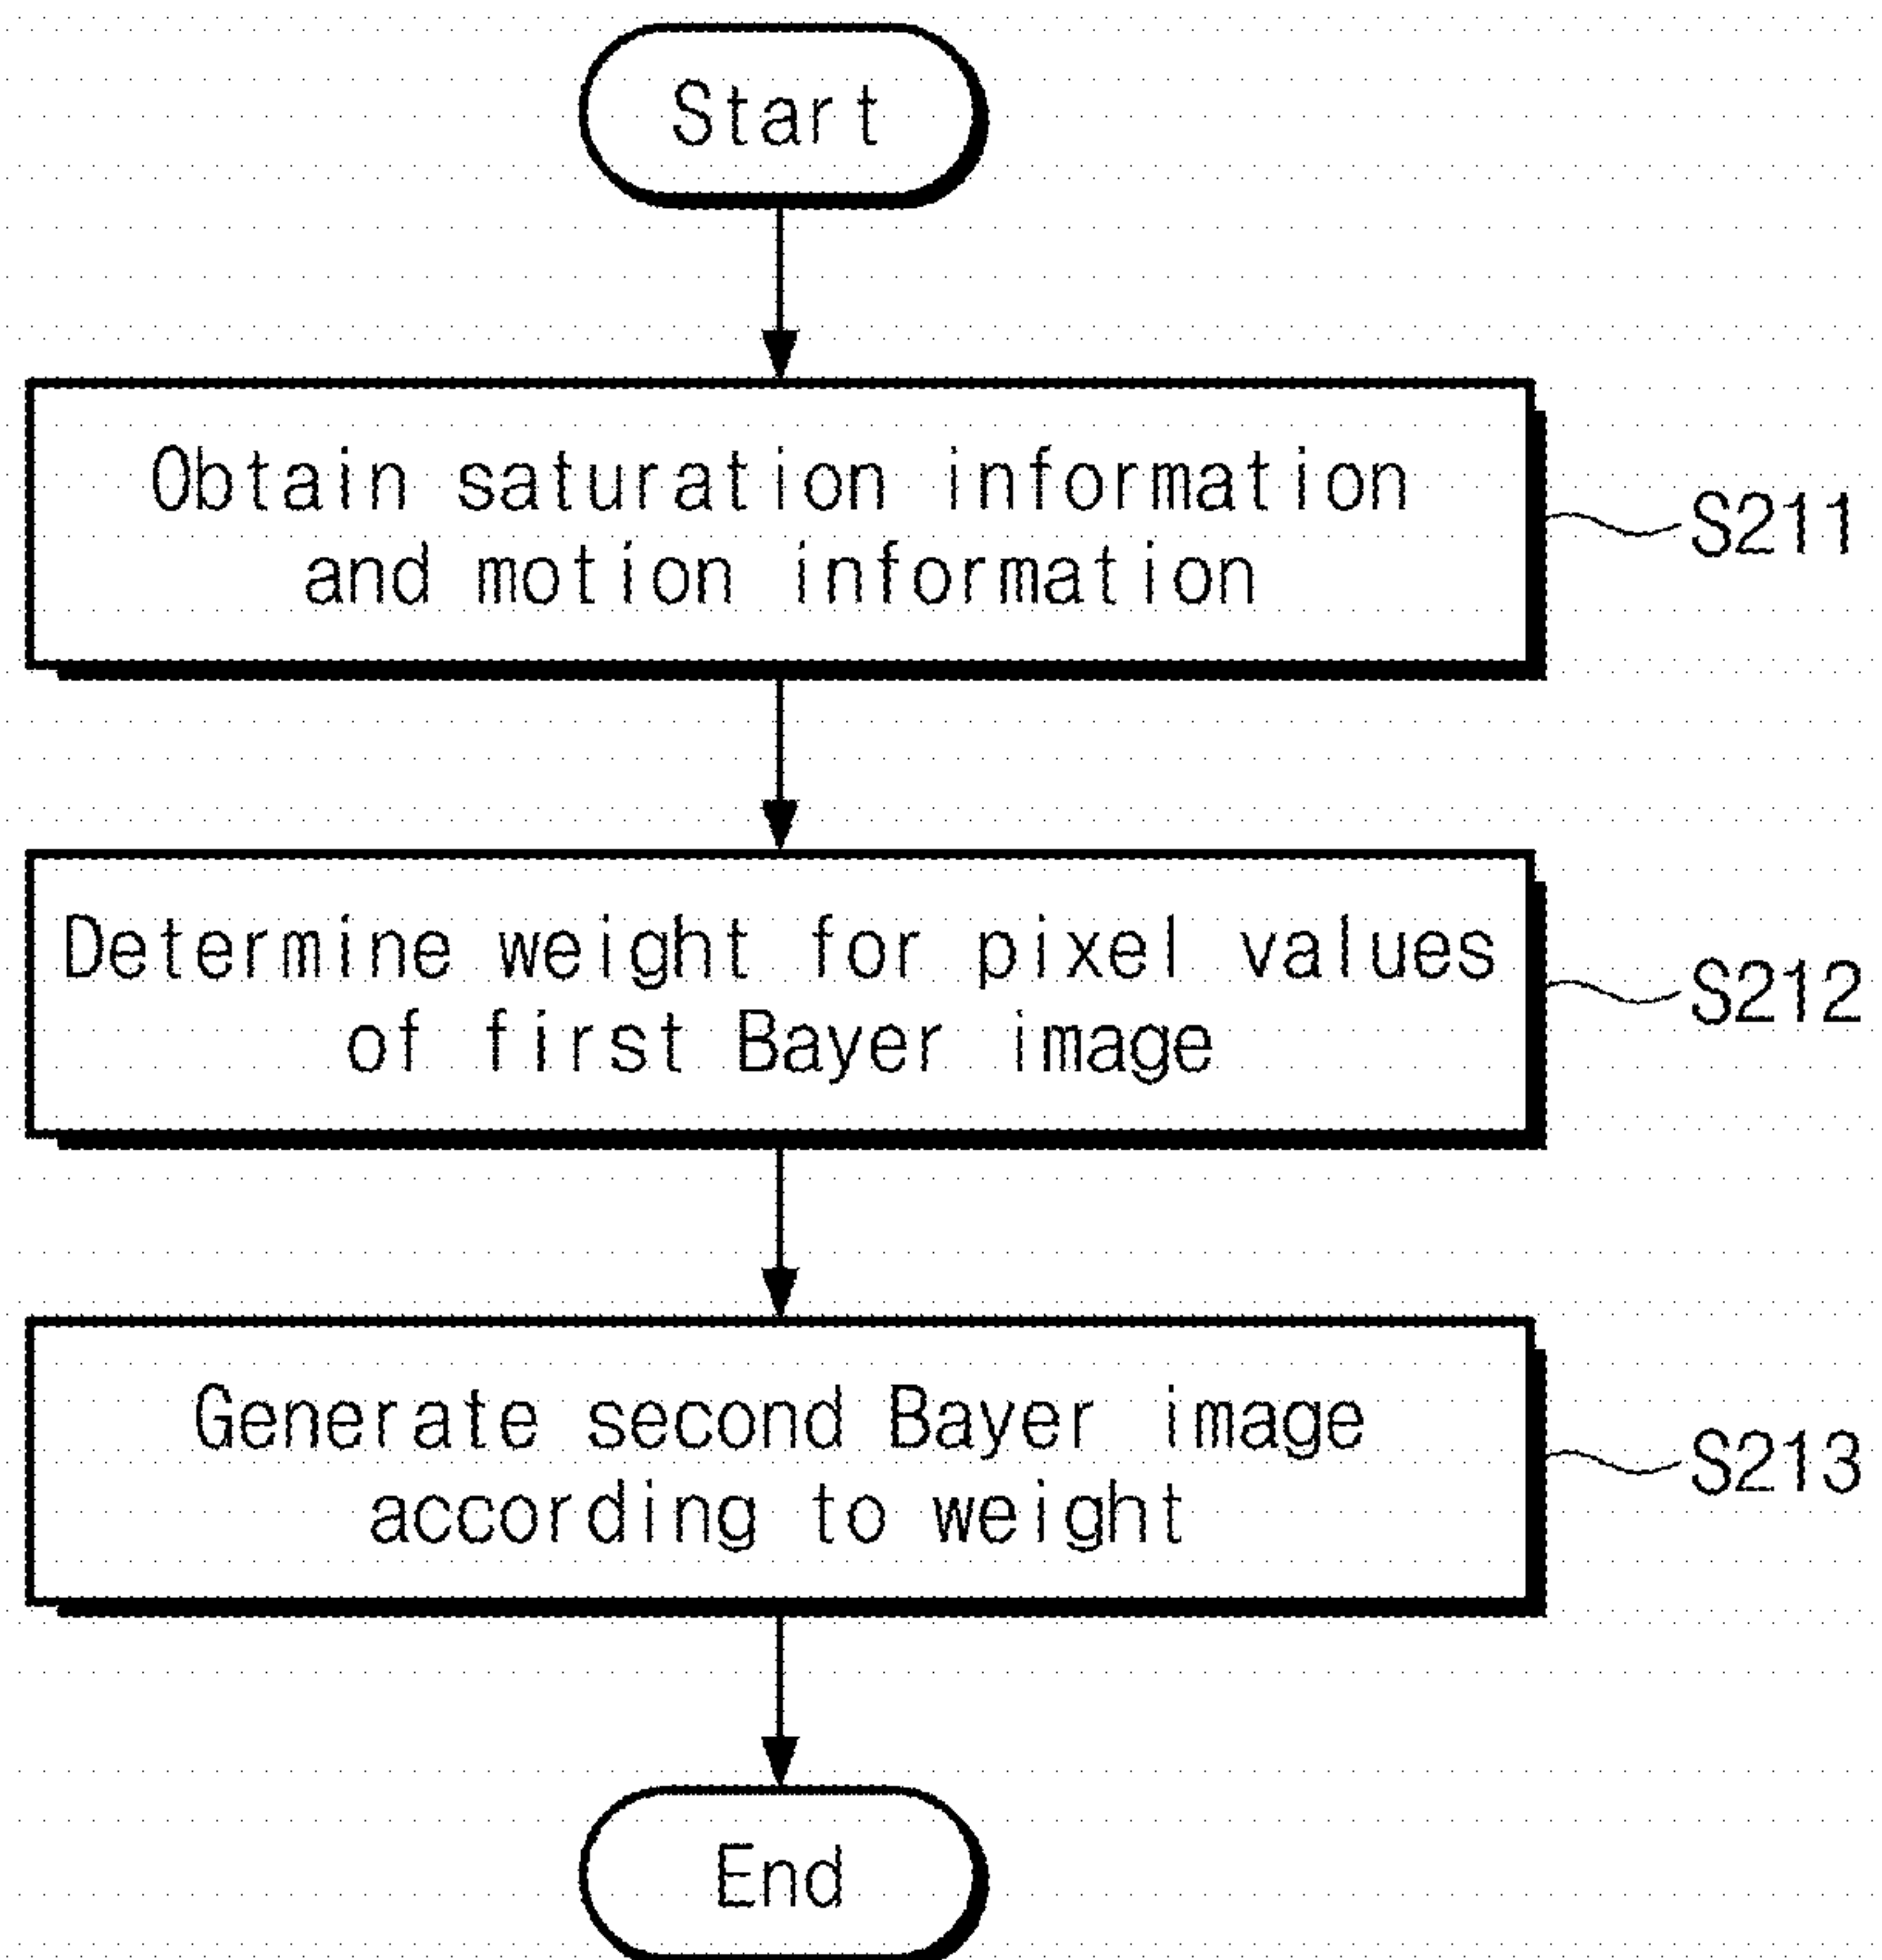 Start
Obtain saturation information
and motion information
S211
Determine weight for pixel values
of first Bayer image
S212
Generate second Bayer image
according to weight
S213
End